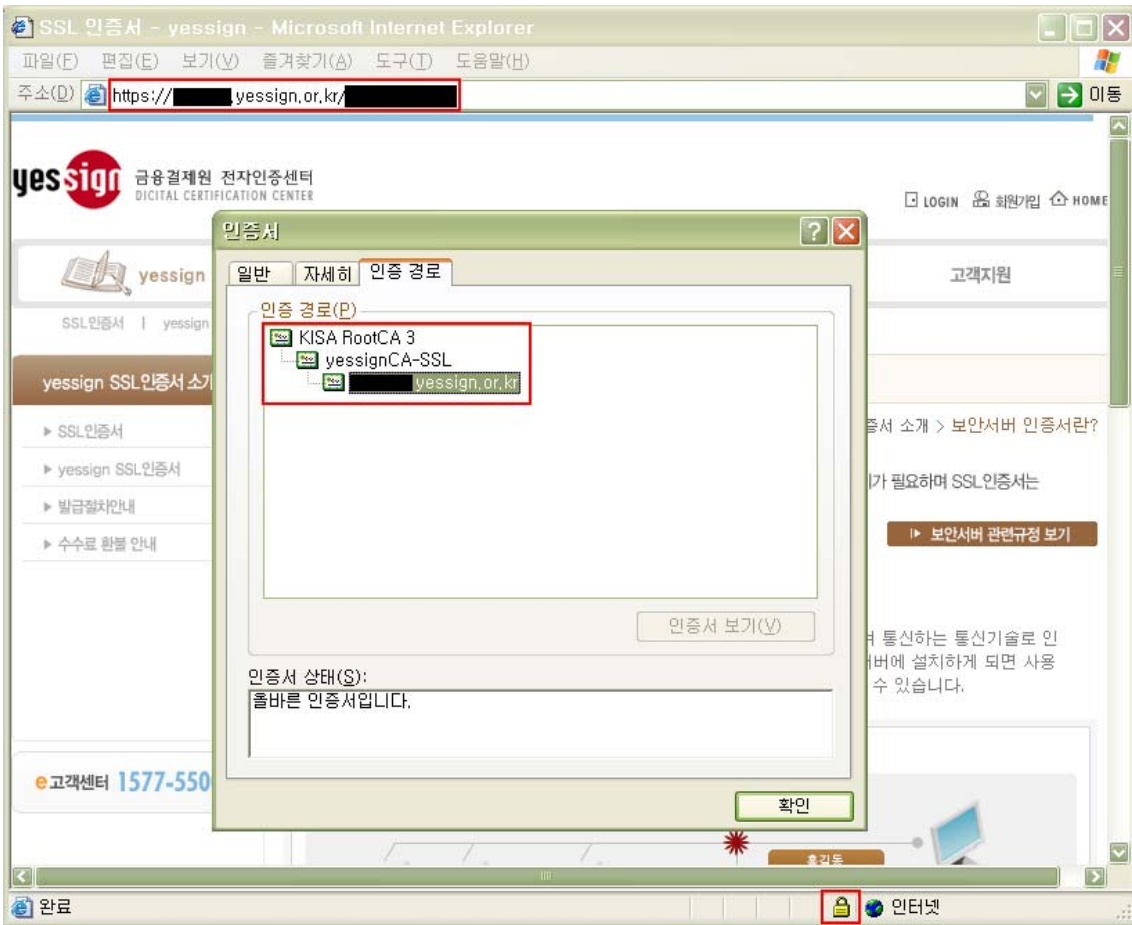 SSL 인증서 - yessign - Microsoft Internet Explorer
파일(F) 편집(E) 보기(V) 즐겨찾기(A) 도구(T) 도움말(H)
주소(D) https:// .yessign.or.kr/ 이동
yessign 금융결제원 전자인증센터
DICITAL CERTIFICATION CENTER
LOGIN 회원가입 HOME
인증서
yessign
일반 자세히 인증 경로
고객지원
인증 경로(P)
SSL인증서 | yessign
KISA RootCA 3
yessignCA-SSL
yessign.or.kr
yessign SSL인증서 소개
SSL인증서
증서 소개 > 보안서버 인증서란?
yessign SSL인증서
가 필요하며 SSL인증서는
발급절차안내
수수료 환불 안내
보안서버 관련규정 보기
인증서 보기(V)
통신하는 통신기술로 인
버에 설치하게 되면 사용
수 있습니다.
인증서 상태(S):
올바른 인증서입니다.
e고객센터 1577-550
확인
홍길동
완료 인터넷